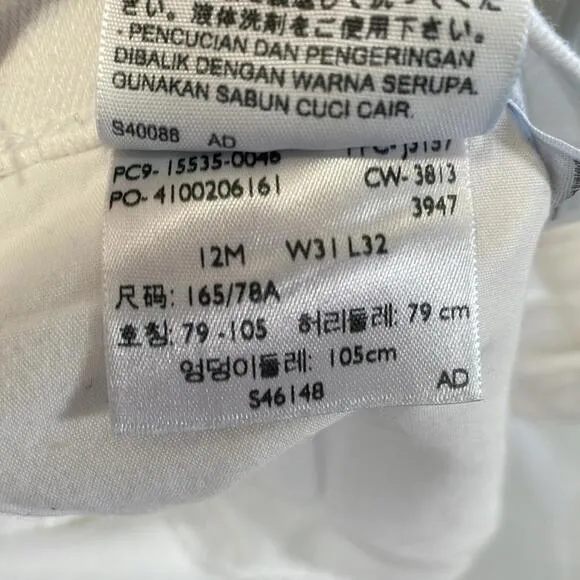 さい。液体洗剤をご使用下さい。
- PENCUCIAN DAN PENGERINGAN
DIBALIK DENGAN WARNA SERUPA.
GUNAKAN SABUN CUCI CAIR.
S40088 AD
PC9- 15535-0046
PO- 4100206161 CW- 3813
3947
12M W31 L32
尺码: 165/78A
호칭: 79 -105 허리둘레: 79 cm
엉덩이둘레: 105cm
S46148 AD